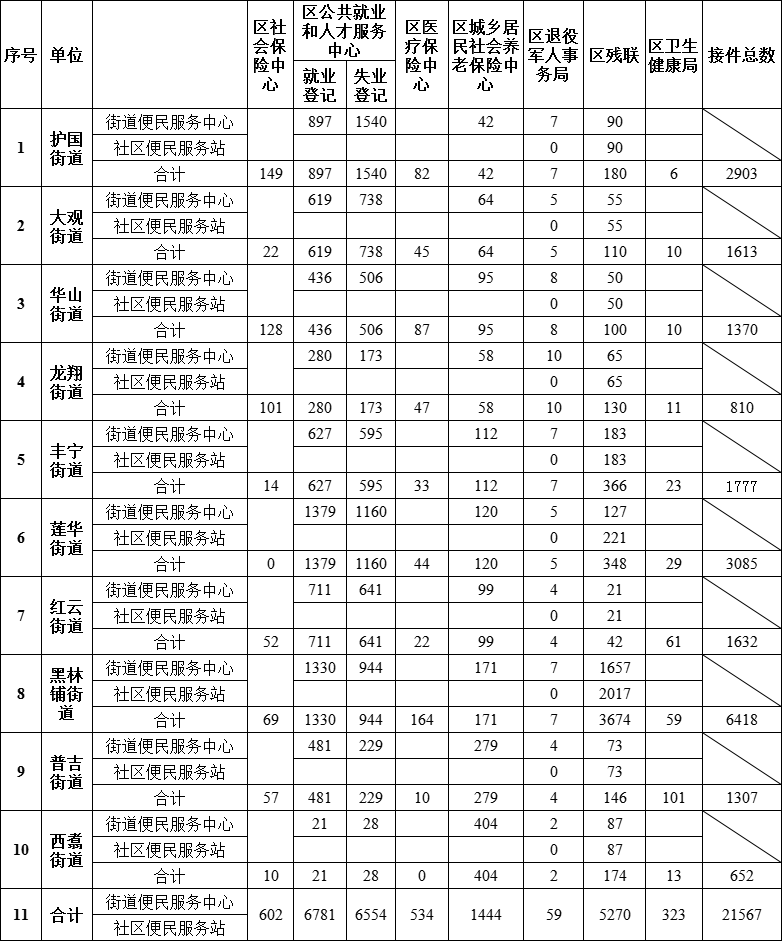 序号 单位 区社会保险中心 区公共就业和人才服务中心 区医疗保险中心 区城乡居民社会养老保险中心 区退役军人事务局 区残联 区卫生健康局 接件总数
就业登记 失业登记
1 护国街道 街道便民服务中心 897 1540 42 7 90
社区便民服务站 0 90
合计 149 897 1540 82 42 7 180 6 2903
2 大观街道 街道便民服务中心 619 738 64 5 55
社区便民服务站 0 55
合计 22 619 738 45 64 5 110 10 1613
3 华山街道 街道便民服务中心 436 506 95 8 50
社区便民服务站 0 50
合计 128 436 506 87 95 8 100 10 1370
4 龙翔街道 街道便民服务中心 280 173 58 10 65
社区便民服务站 0 65
合计 101 280 173 47 58 10 130 11 810
5 丰宁街道 街道便民服务中心 627 595 112 7 183
社区便民服务站 0 183
合计 14 627 595 33 112 7 366 23 1777
6 莲华街道 街道便民服务中心 1379 1160 120 5 127
社区便民服务站 0 221
合计 0 1379 1160 44 120 5 348 29 3085
7 红云街道 街道便民服务中心 711 641 99 4 21
社区便民服务站 0 21
合计 52 711 641 22 99 4 42 61 1632
8 黑林铺街道 街道便民服务中心 1330 944 171 7 1657
社区便民服务站 0 2017
合计 69 1330 944 164 171 7 3674 59 6418
9 普吉街道 街道便民服务中心 481 229 279 4 73
社区便民服务站 0 73
合计 57 481 229 10 279 4 146 101 1307
10 西翥街道 街道便民服务中心 21 28 404 2 87
社区便民服务站 0 87
合计 10 21 28 0 404 2 174 13 652
11 合计 街道便民服务中心 602 6781 6554 534 1444 59 5270 323 21567
社区便民服务站